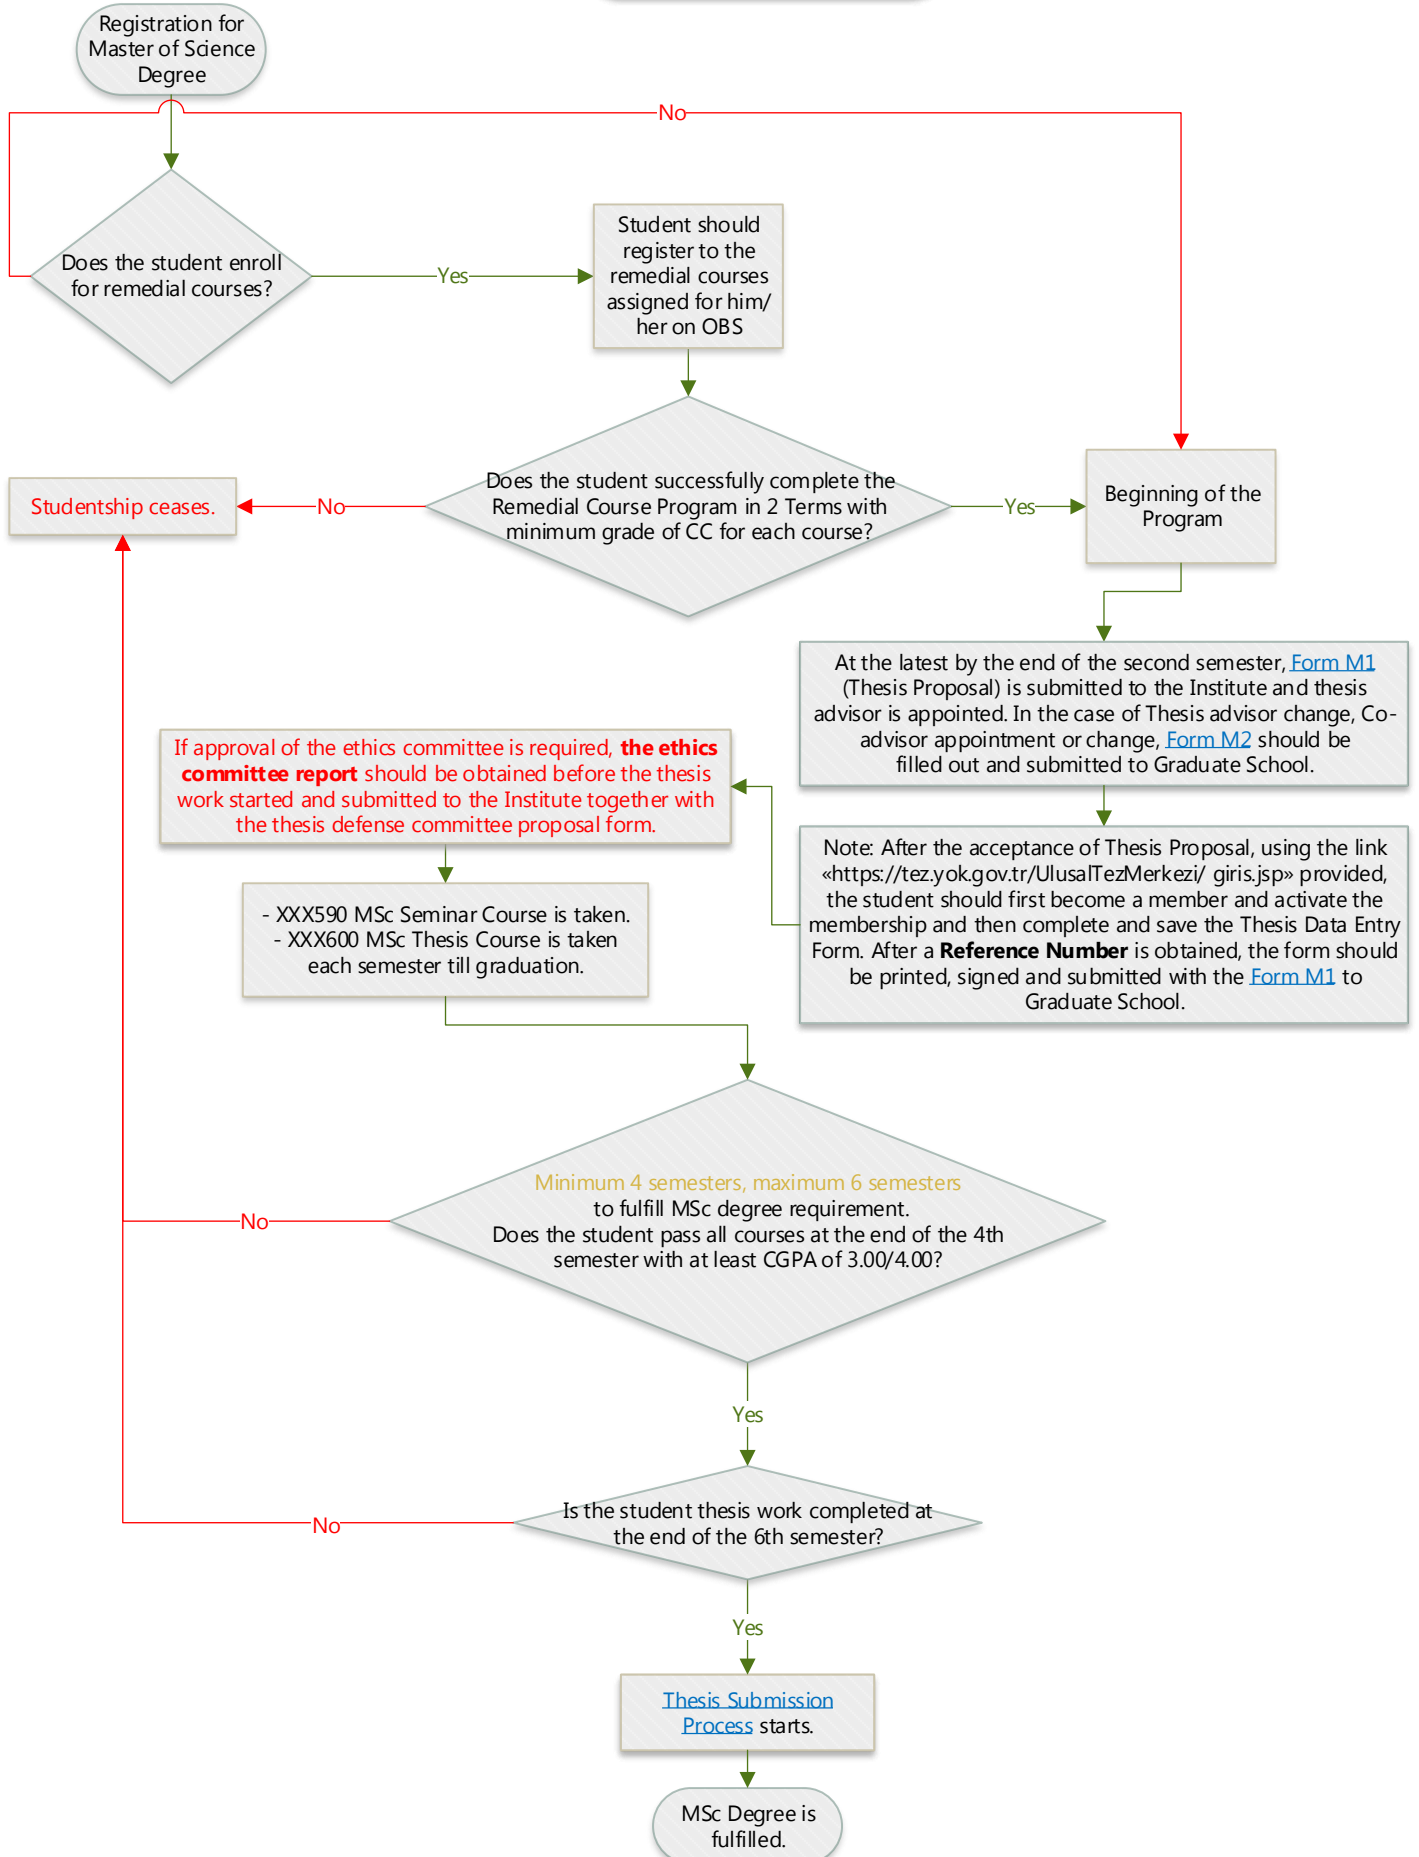 Registration for
Master of Science
Degree
No
Does the student enroll
for remedial courses?
Yes
Student should
register to the
remedial courses
assigned for him/
her on OBS
Does the student successfully complete the
Remedial Course Program in 2 Terms with
minimum grade of CC for each course?
No
Studentship ceases.
Yes
Beginning of the
Program
At the latest by the end of the second semester, Form M1
(Thesis Proposal) is submitted to the Institute and thesis
advisor is appointed. In the case of Thesis advisor change, Co-
advisor appointment or change, Form M2 should be
filled out and submitted to Graduate School.
Note: After the acceptance of Thesis Proposal, using the link
«https://tez.yok.gov.tr/UlusalTezMerkezi/ giris.jsp» provided,
the student should first become a member and activate the
membership and then complete and save the Thesis Data Entry
Form. After a Reference Number is obtained, the form should
be printed, signed and submitted with the Form M1 to
Graduate School.
If approval of the ethics committee is required, the ethics
committee report should be obtained before the thesis
work started and submitted to the Institute together with
the thesis defense committee proposal form.
- XXX590 MSc Seminar Course is taken.
- XXX600 MSc Thesis Course is taken
each semester till graduation.
Minimum 4 semesters, maximum 6 semesters
to fulfill MSc degree requirement.
Does the student pass all courses at the end of the 4th
semester with at least CGPA of 3.00/4.00?
No
Yes
Is the student thesis work completed at
the end of the 6th semester?
No
Yes
Thesis Submission
Process starts.
MSc Degree is
fulfilled.